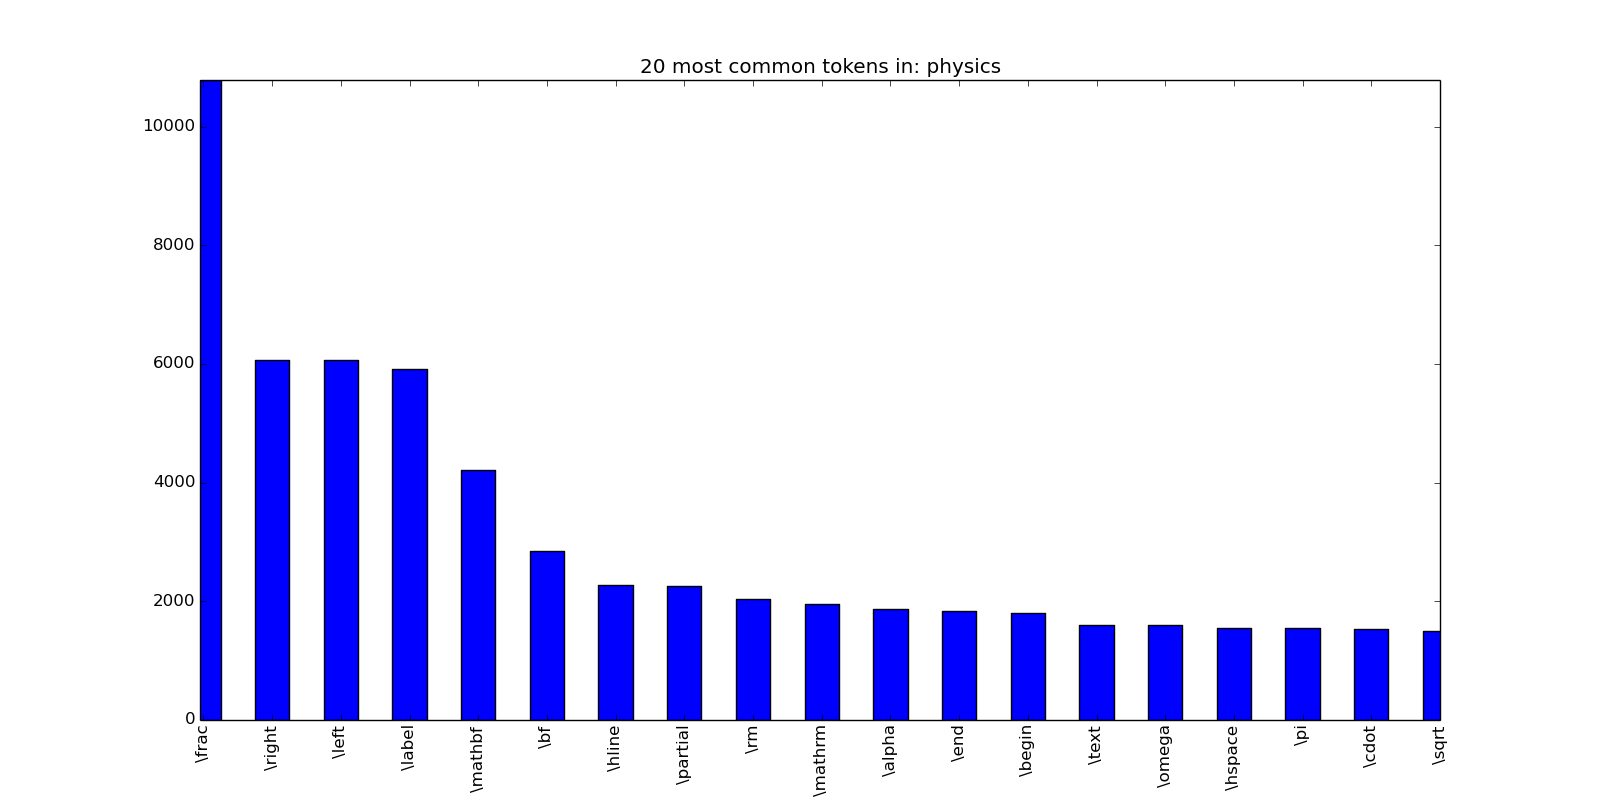 20 most common tokens in: physics
10000
8000
6000
4000
2000
0
\frac
\right
\left
\label
\mathbf
\bf
\hline
\partial
\rm
\mathrm
\alpha
\end
\begin
\text
\omega
\hspace
\pi
\cdot
\sqrt